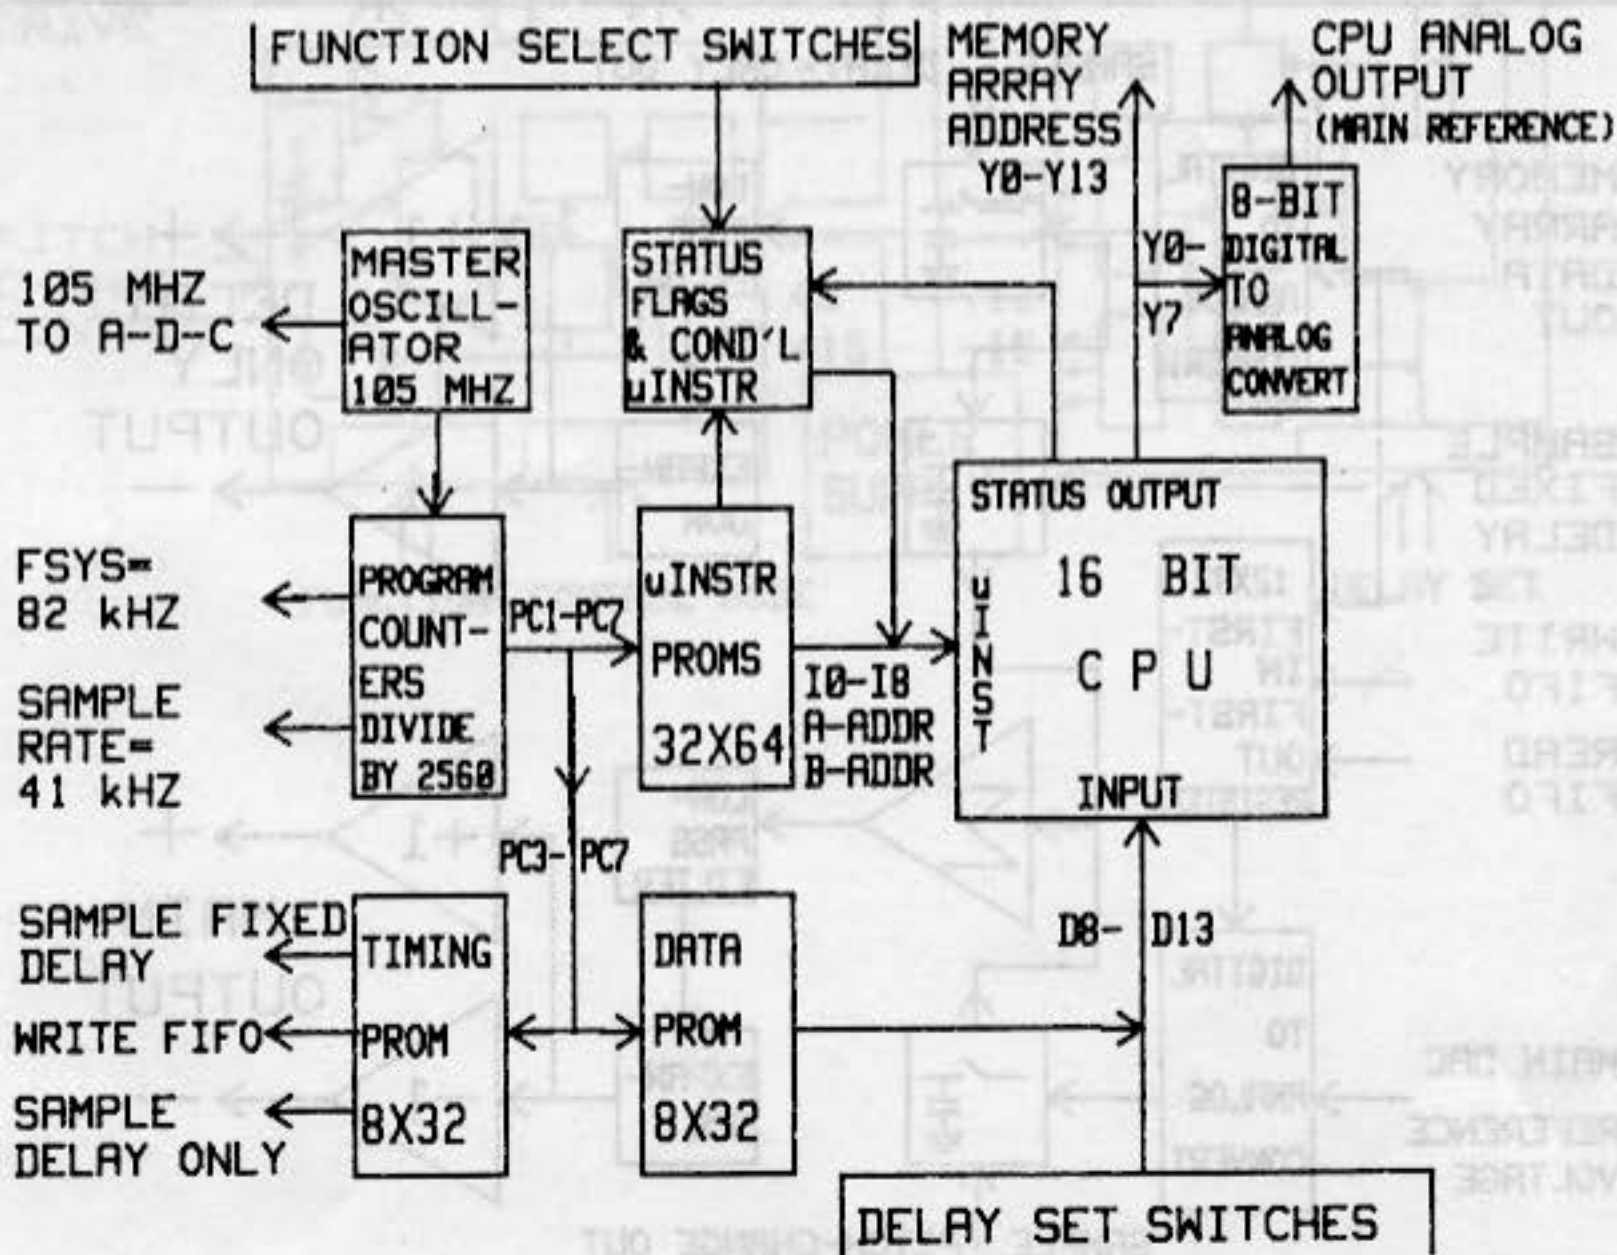 FUNCTION SELECT SWITCHES
MEMORY
ARRAY
ADDRESS
Y0-Y13
CPU ANALOG
OUTPUT
(MAIN REFERENCE)
105 MHZ
TO A-D-C
MASTER
OSCILL-
ATOR
105 MHZ
STATUS
FLAGS
& COND'L
uINSTR
Y0-
Y7
8-BIT
DIGITAL
TO
ANALOG
CONVERT
FSYS=
82 kHZ
SAMPLE
RATE=
41 kHZ
PROGRAM
COUNT-
ERS
DIVIDE
BY 2560
PC1-PC7
uINSTR
PROMS
32X64
I0-I8
A-ADDR
B-ADDR
STATUS OUTPUT
uINST
16 BIT
CPU
INPUT
PC3-PC7
SAMPLE FIXED
DELAY
WRITE FIFO
SAMPLE
DELAY ONLY
TIMING
PROM
8X32
DATA
PROM
8X32
D8-D13
DELAY SET SWITCHES